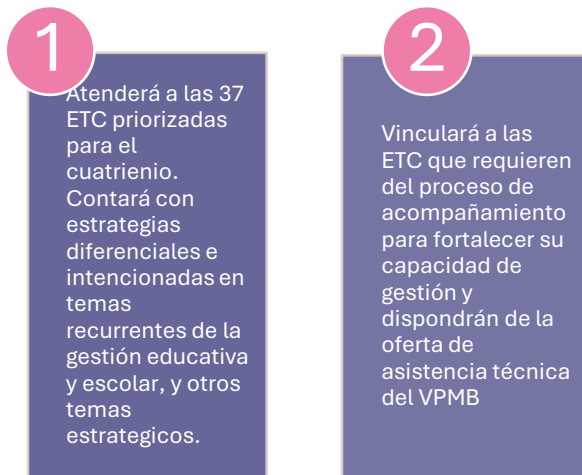 1
Atenderá a las 37
ETC priorizadas
para el
cuatrienio.
Contará con
estrategias
diferenciales e
intencionadas en
temas
recurrentes de la
gestión educativa
y escolar, y otros
temas
estrategicos.
2
Vinculará a las
ETC que requieren
del proceso de
acompañamiento
para fortalecer su
capacidad de
gestión y
dispondrán de la
oferta de
asistencia técnica
del VPMB